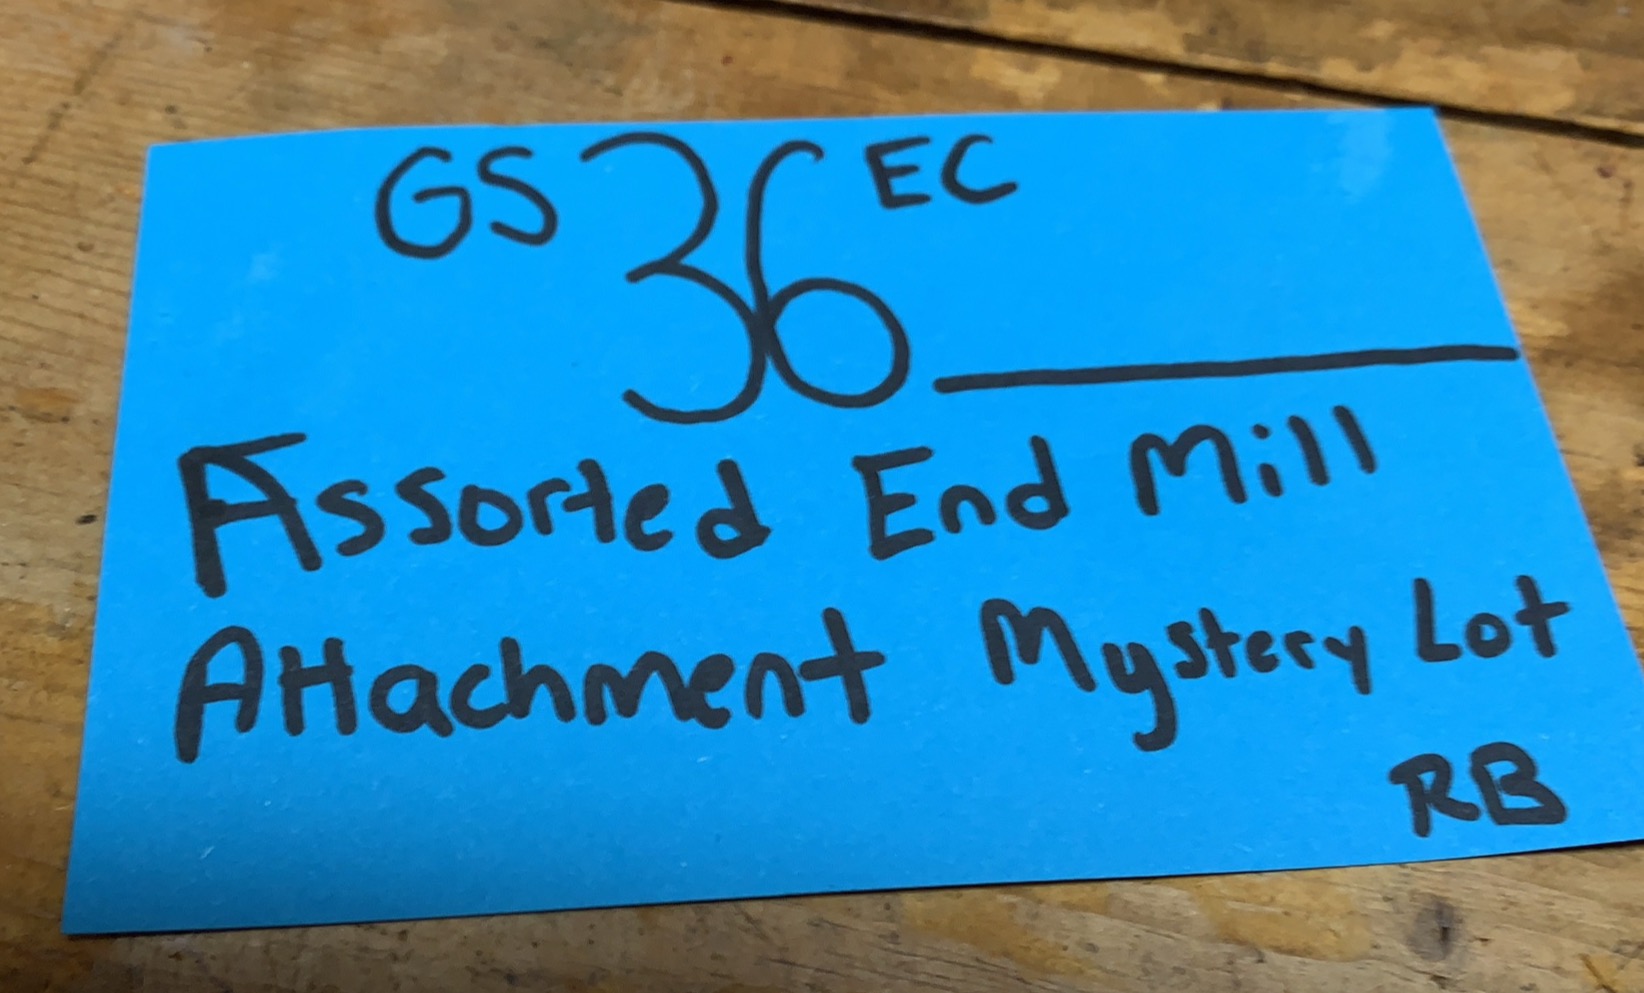 GS 36 EC
Assorted End Mill
Attachment Mystery Lot
RB